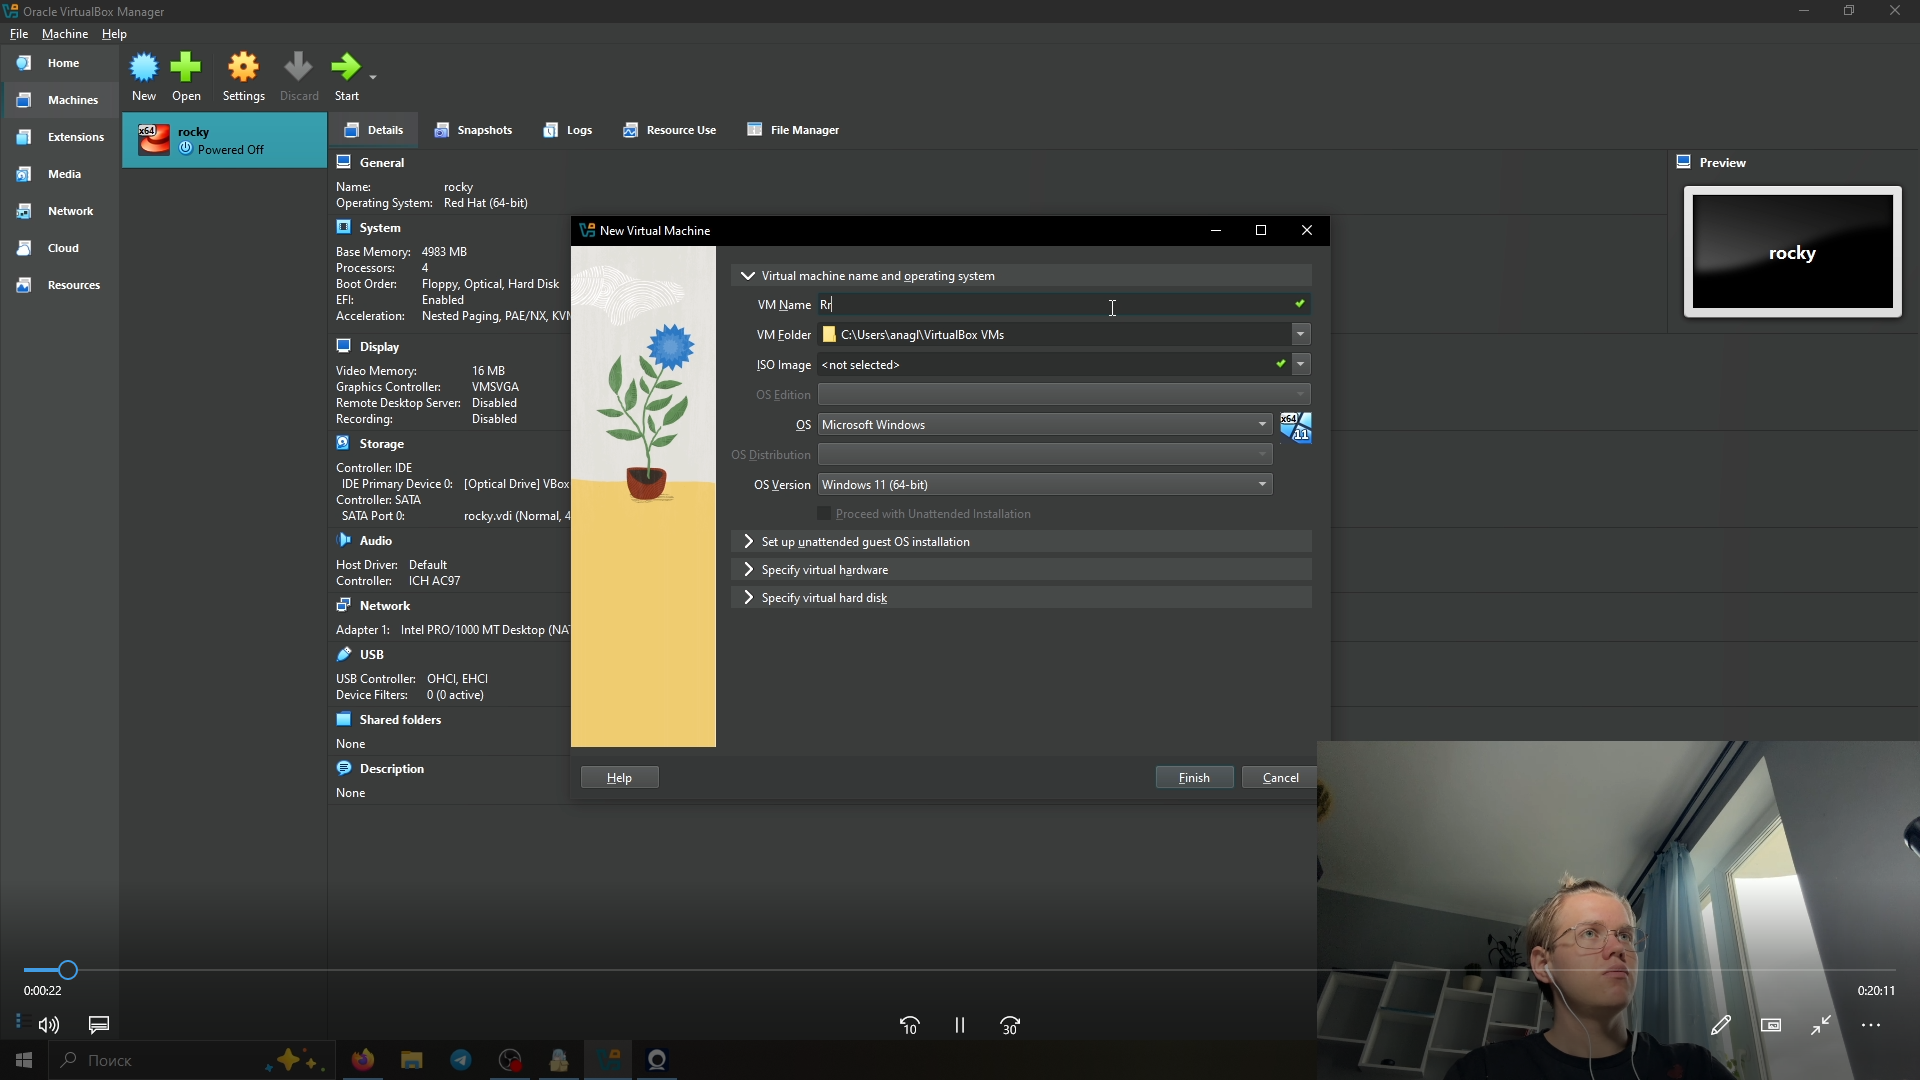 Oracle VirtualBox Manager
File Machine Help
Home
Machines
Extensions
Media
Network
Cloud
Resources
New Open Settings Discard Start
x64 rocky
Powered Off
Details Snapshots Logs Resource Use File Manager
General
Name: rocky
Operating System: Red Hat (64-bit)
System
Base Memory: 4983 MB
Processors: 4
Boot Order: Floppy, Optical, Hard Disk
EFI: Enabled
Acceleration: Nested Paging, PAE/NX, KVM
Display
Video Memory: 16 MB
Graphics Controller: VMSVGA
Remote Desktop Server: Disabled
Recording: Disabled
Storage
Controller: IDE
IDE Primary Device 0: [Optical Drive] VBox
Controller: SATA
SATA Port 0: rocky.vdi (Normal, 4
Audio
Host Driver: Default
Controller: ICH AC97
Network
Adapter 1: Intel PRO/1000 MT Desktop (NAT
USB
USB Controller: OHCI, EHCI
Device Filters: 0 (0 active)
Shared folders
None
Description
None
Preview
rocky
New Virtual Machine
Virtual machine name and operating system
VM Name Rr
VM Folder C:\Users\anagl\VirtualBox VMs
ISO Image <not selected>
OS Edition
OS Microsoft Windows
x64 11
OS Distribution
OS Version Windows 11 (64-bit)
Proceed with Unattended Installation
Set up unattended guest OS installation
Specify virtual hardware
Specify virtual hard disk
Help Finish Cancel
0:00:22
0:20:11
10
30
Поиск